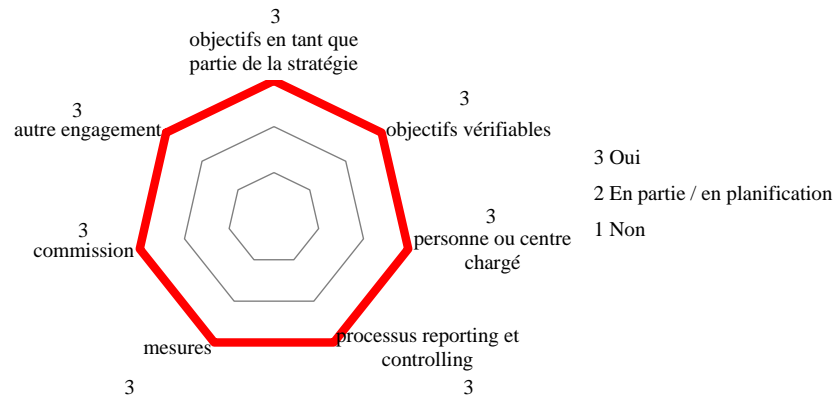 3
objectifs en tant que
partie de la stratégie
3
objectifs vérifiables
3
personne ou centre
chargé
processus reporting et
controlling
3
mesures
3
3
commission
3
autre engagement
3 Oui
2 En partie / en planification
1 Non